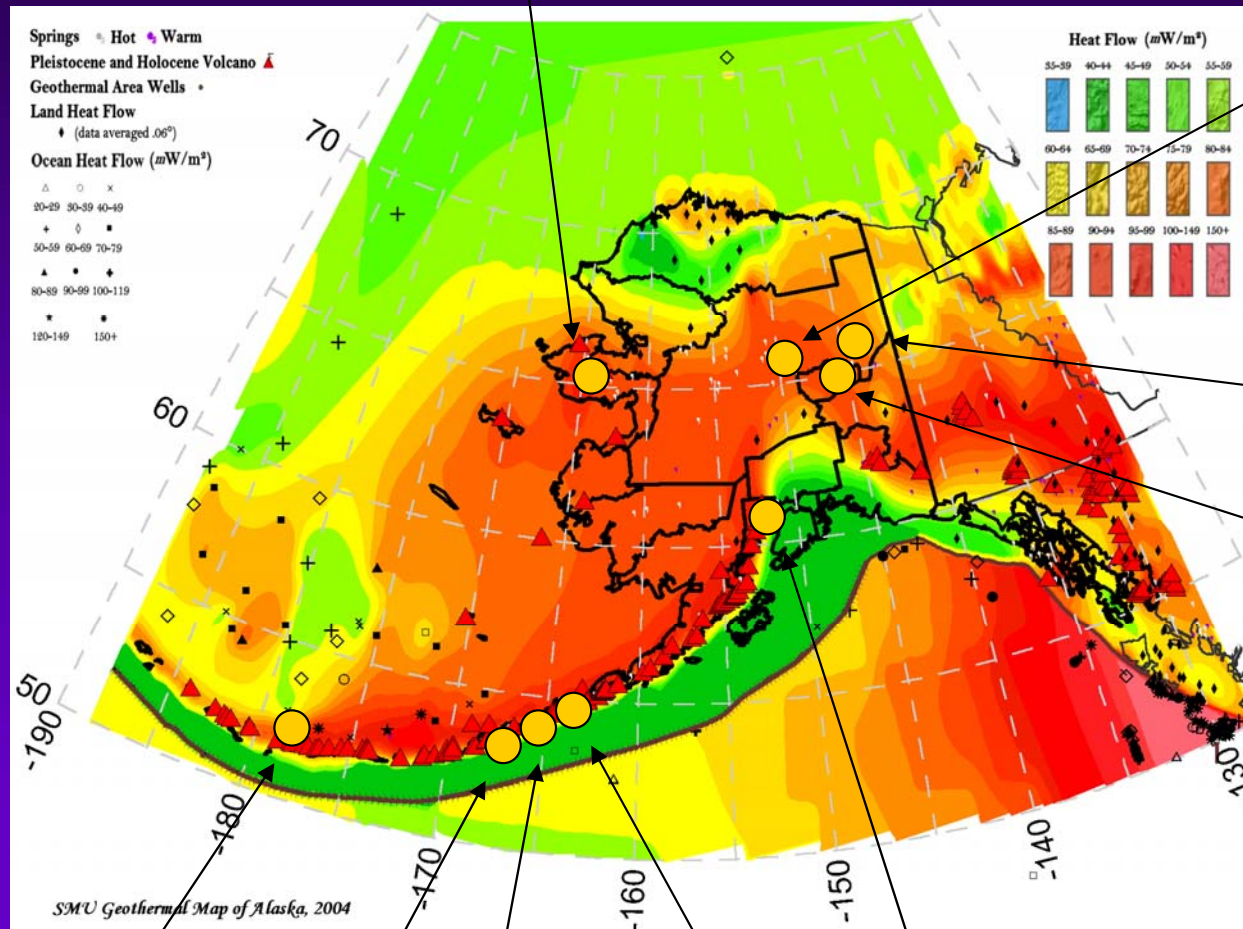 Springs Hot Warm
Pleistocene and Holocene Volcano
Geothermal Area Wells
Land Heat Flow
(data averaged .06°)
Ocean Heat Flow (mW/m²)
20-29 30-39 40-49
50-59 60-69 70-79
80-89 90-99 100-119
120-149 150+
Heat Flow (mW/m²)
35-39 40-44 45-49 50-54 55-59
60-64 65-69 70-74 75-79 80-84
85-89 90-94 95-99 100-149 150+
70
60
50
-190
-180
-170
-160
-150
-140
130
SMU Geothermal Map of Alaska, 2004